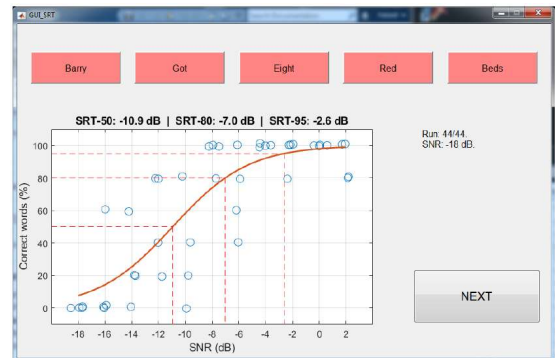 GUI_SRT
Barry
Got
Eight
Red
Beds
SRT-50: -10.9 dB | SRT-80: -7.0 dB | SRT-95: -2.6 dB
Run: 44/44.
SNR: -18 dB.
Correct words (%)
100
80
60
40
20
0
-18 -16 -14 -12 -10 -8 -6 -4 -2 0 2
SNR (dB)
NEXT